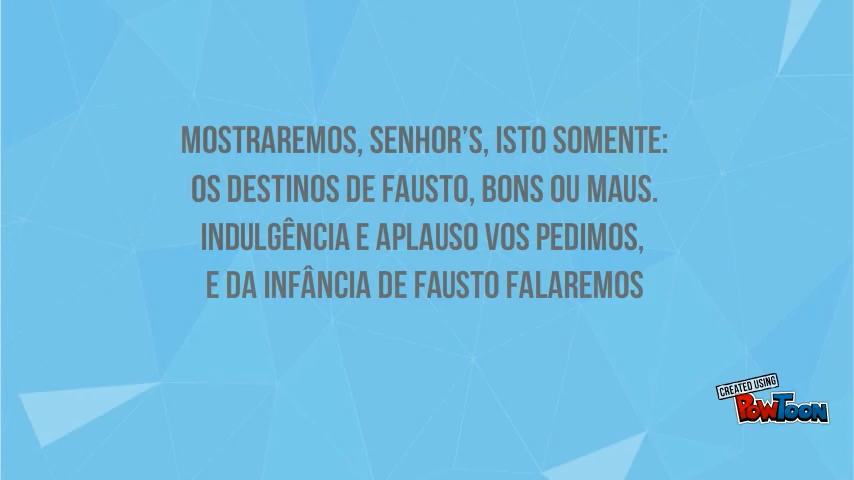 MOSTRAREMOS, SENHOR'S, ISTO SOMENTE:
OS DESTINOS DE FAUSTO, BONS OU MAUS.
INDULGÊNCIA E APLAUSO VOS PEDIMOS,
E DA INFÂNCIA DE FAUSTO FALAREMOS
CREATED USING
POWTOON